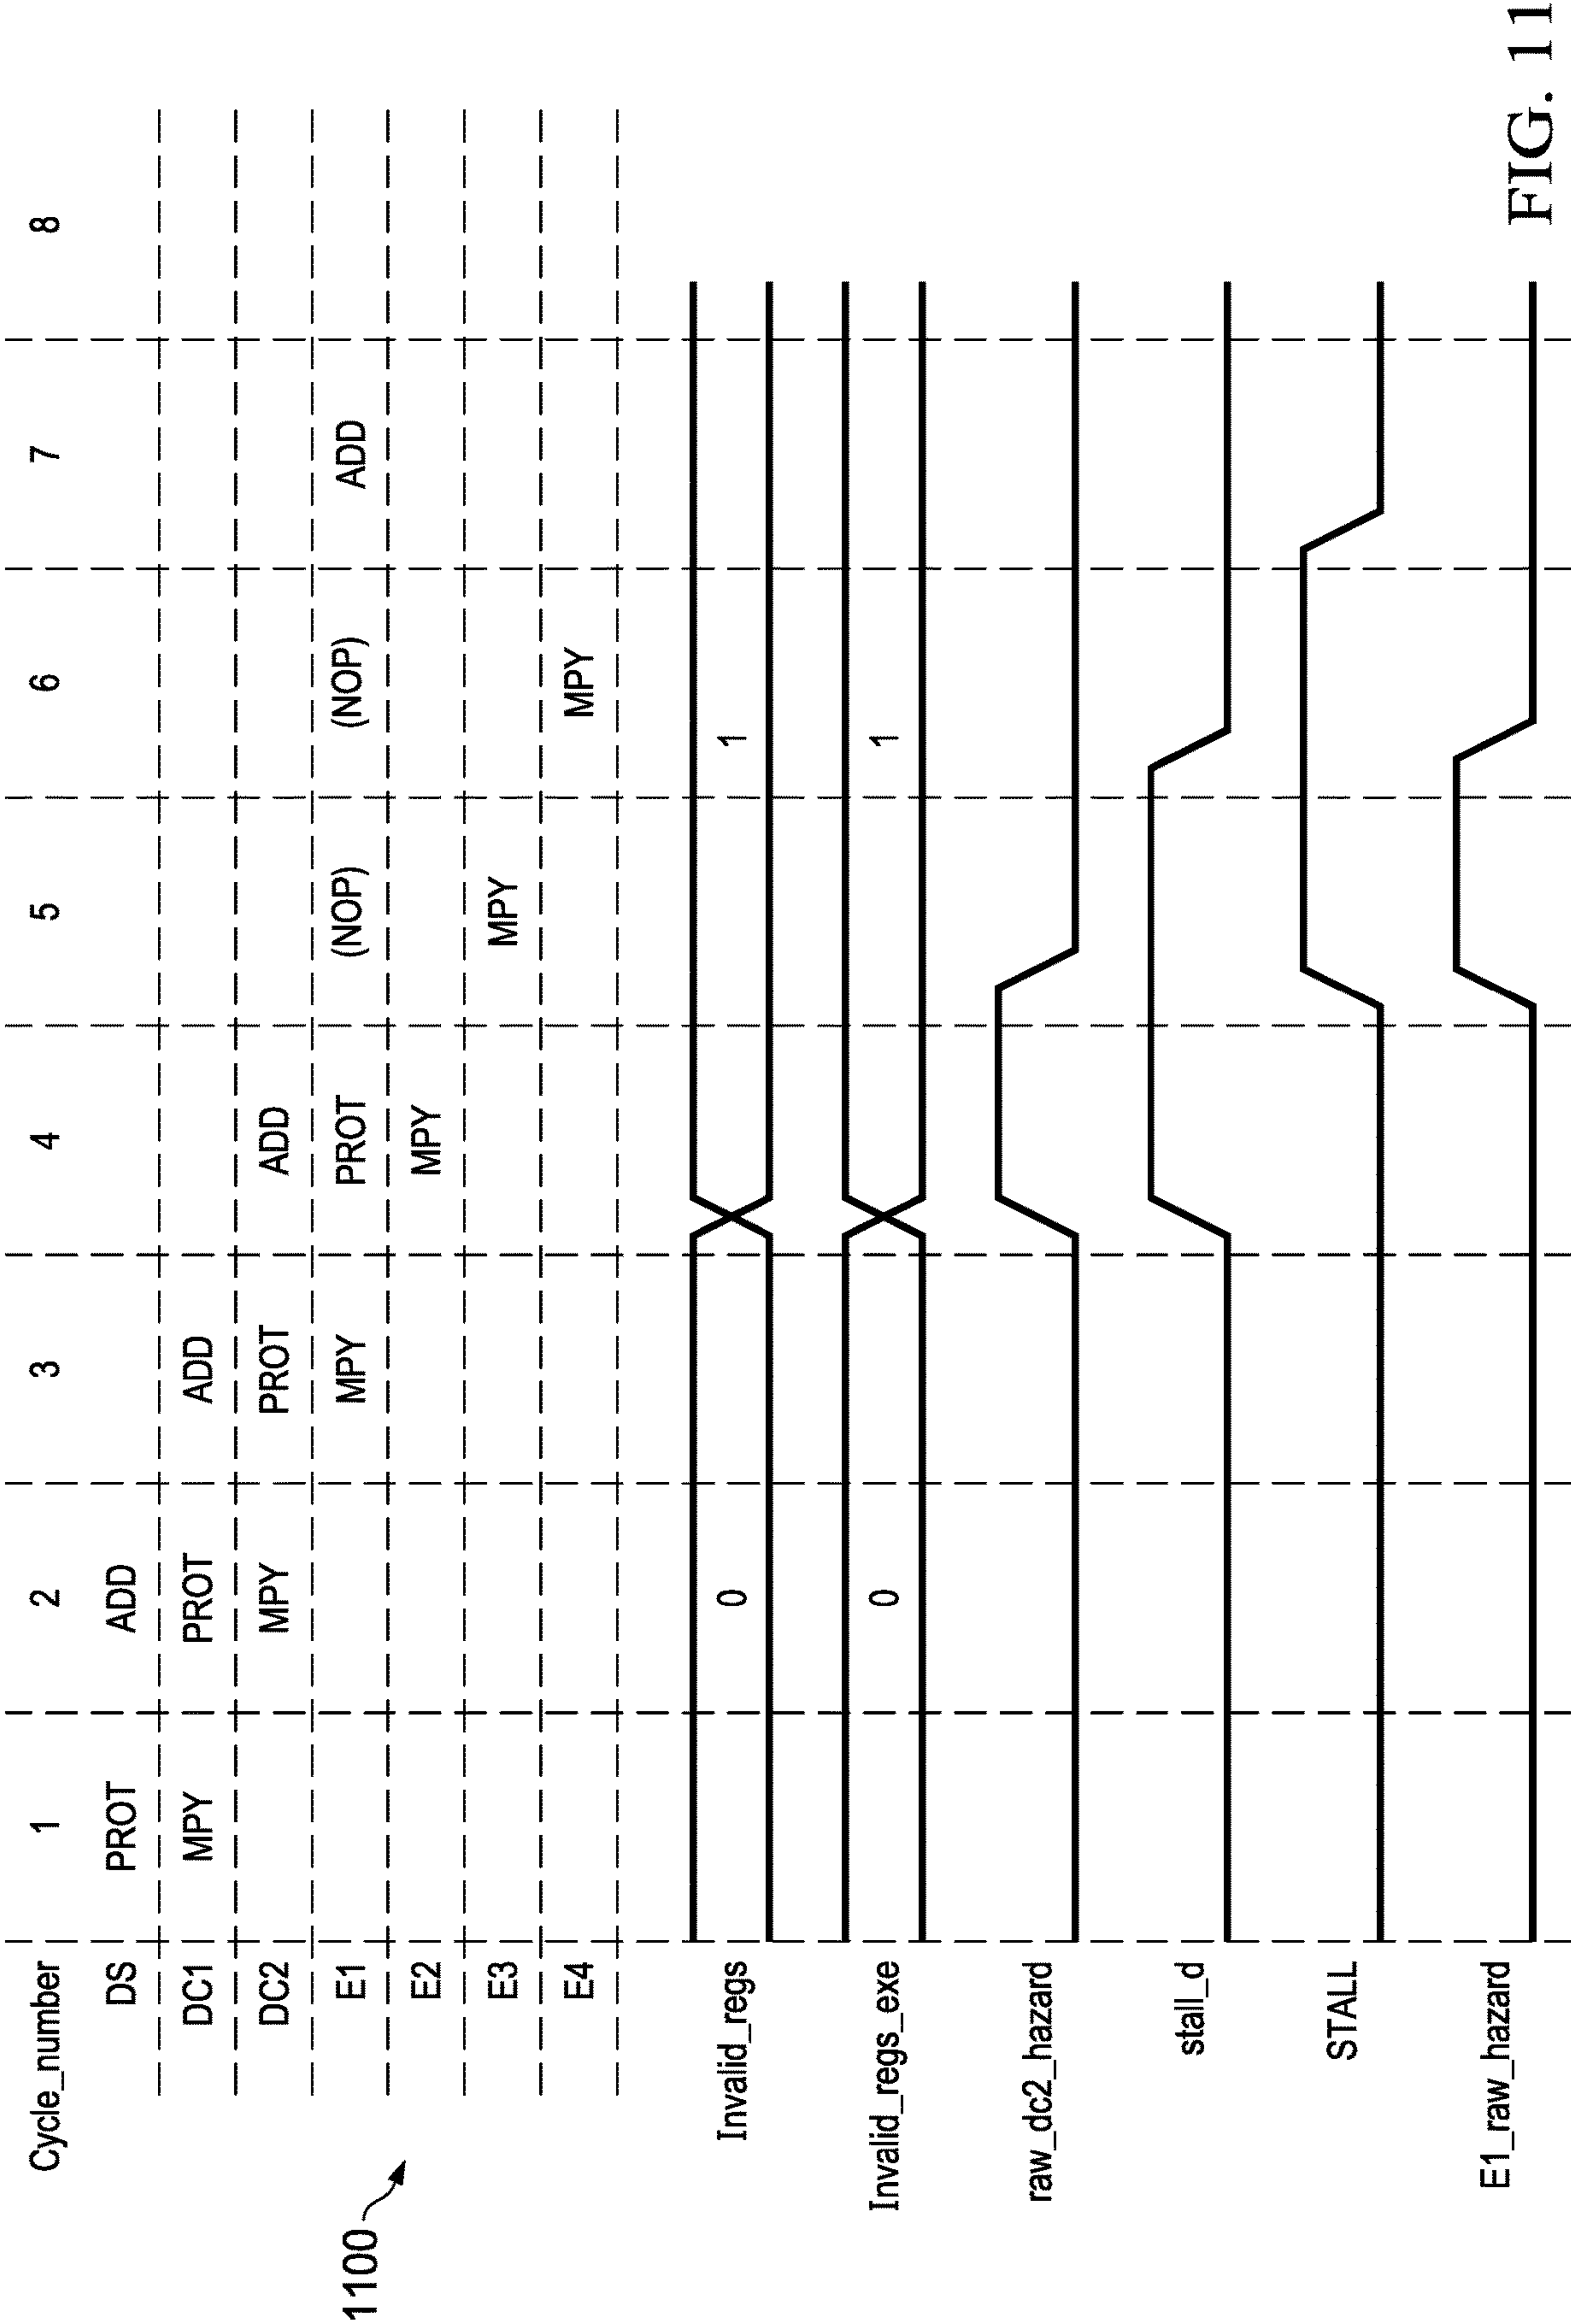 Cycle_number 1 2 3 4 5 6 7 8
DS PROT ADD
DC1 MPY PROT ADD
DC2 MPY PROT ADD
E1 MPY PROT (NOP) (NOP) ADD
E2 MPY
E3 MPY
E4 MPY
1100
Invalid_regs 0 1
Invalid_regs_exe 0 1
raw_dc2_hazard
stall_d
STALL
E1_raw_hazard
FIG. 11